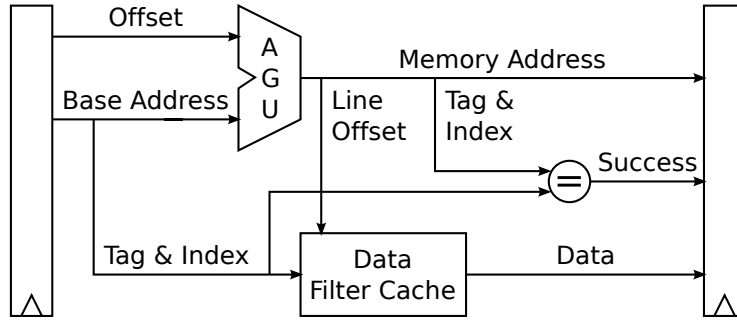 Offset
A
G
U
Base Address
Memory Address
Line
Offset
Tag &
Index
=
Success
Tag & Index
Data
Filter Cache
Data